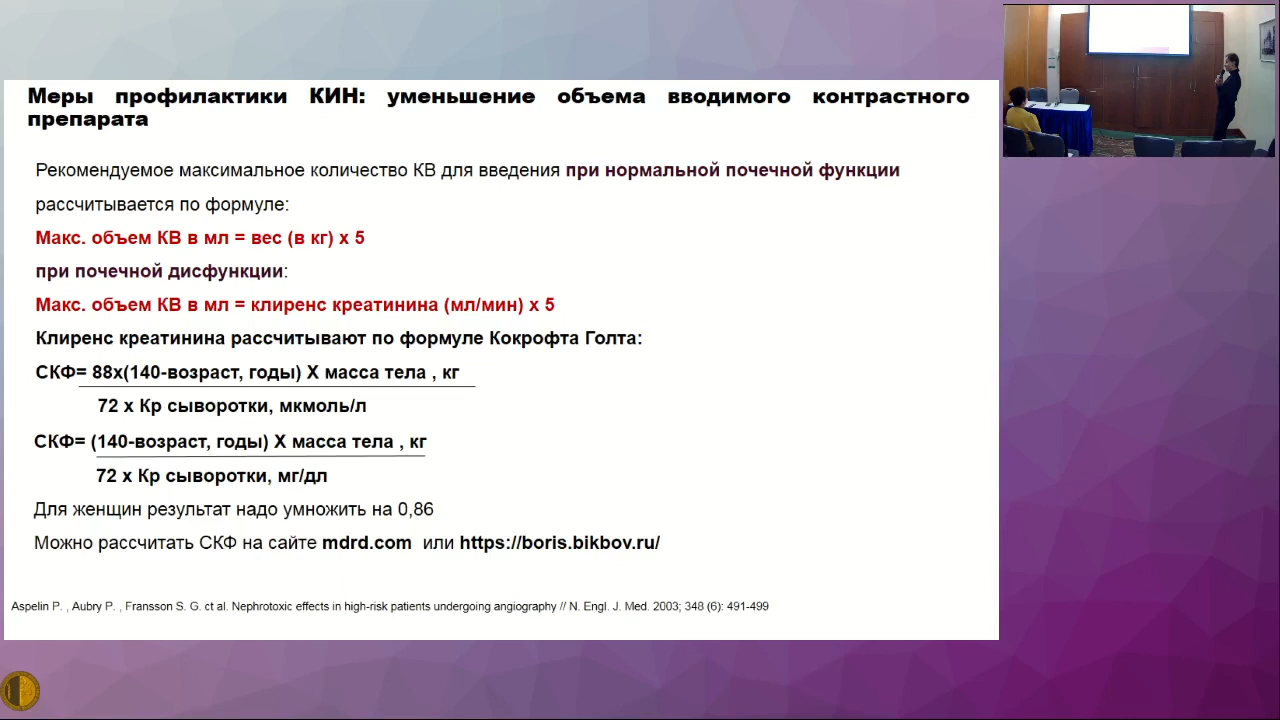 Меры профилактики КИН: уменьшение объема вводимого контрастного
препарата
Рекомендуемое максимальное количество КВ для введения при нормальной почечной функции
рассчитывается по формуле:
Макс. объем КВ в мл = вес (в кг) х 5
при почечной дисфункции:
Макс. объем КВ в мл = клиренс креатинина (мл/мин) х 5
Клиренс креатинина рассчитывают по формуле Кокрофта Голта:
СКФ= 88х(140-возраст, годы) Х масса тела , кг
72 х Кр сыворотки, мкмоль/л
СКФ= (140-возраст, годы) Х масса тела , кг
72 х Кр сыворотки, мг/дл
Для женщин результат надо умножить на 0,86
Можно рассчитать СКФ на сайте mdrd.com или https://boris.bikbov.ru/
Aspelin P. , Aubry P. , Fransson S. G. ct al. Nephrotoxic effects in high-risk patients undergoing angiography // N. Engl. J. Med. 2003; 348 (6): 491-499